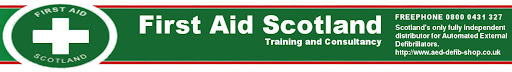 FIRST AID
SCOTLAND
First Aid Scotland
Training and Consultancy
FREEPHONE 0800 0431 327
Scotland's only fully independent
distributor for Automated External
Defibrillators.
http://www.aed-defib-shop.co.uk